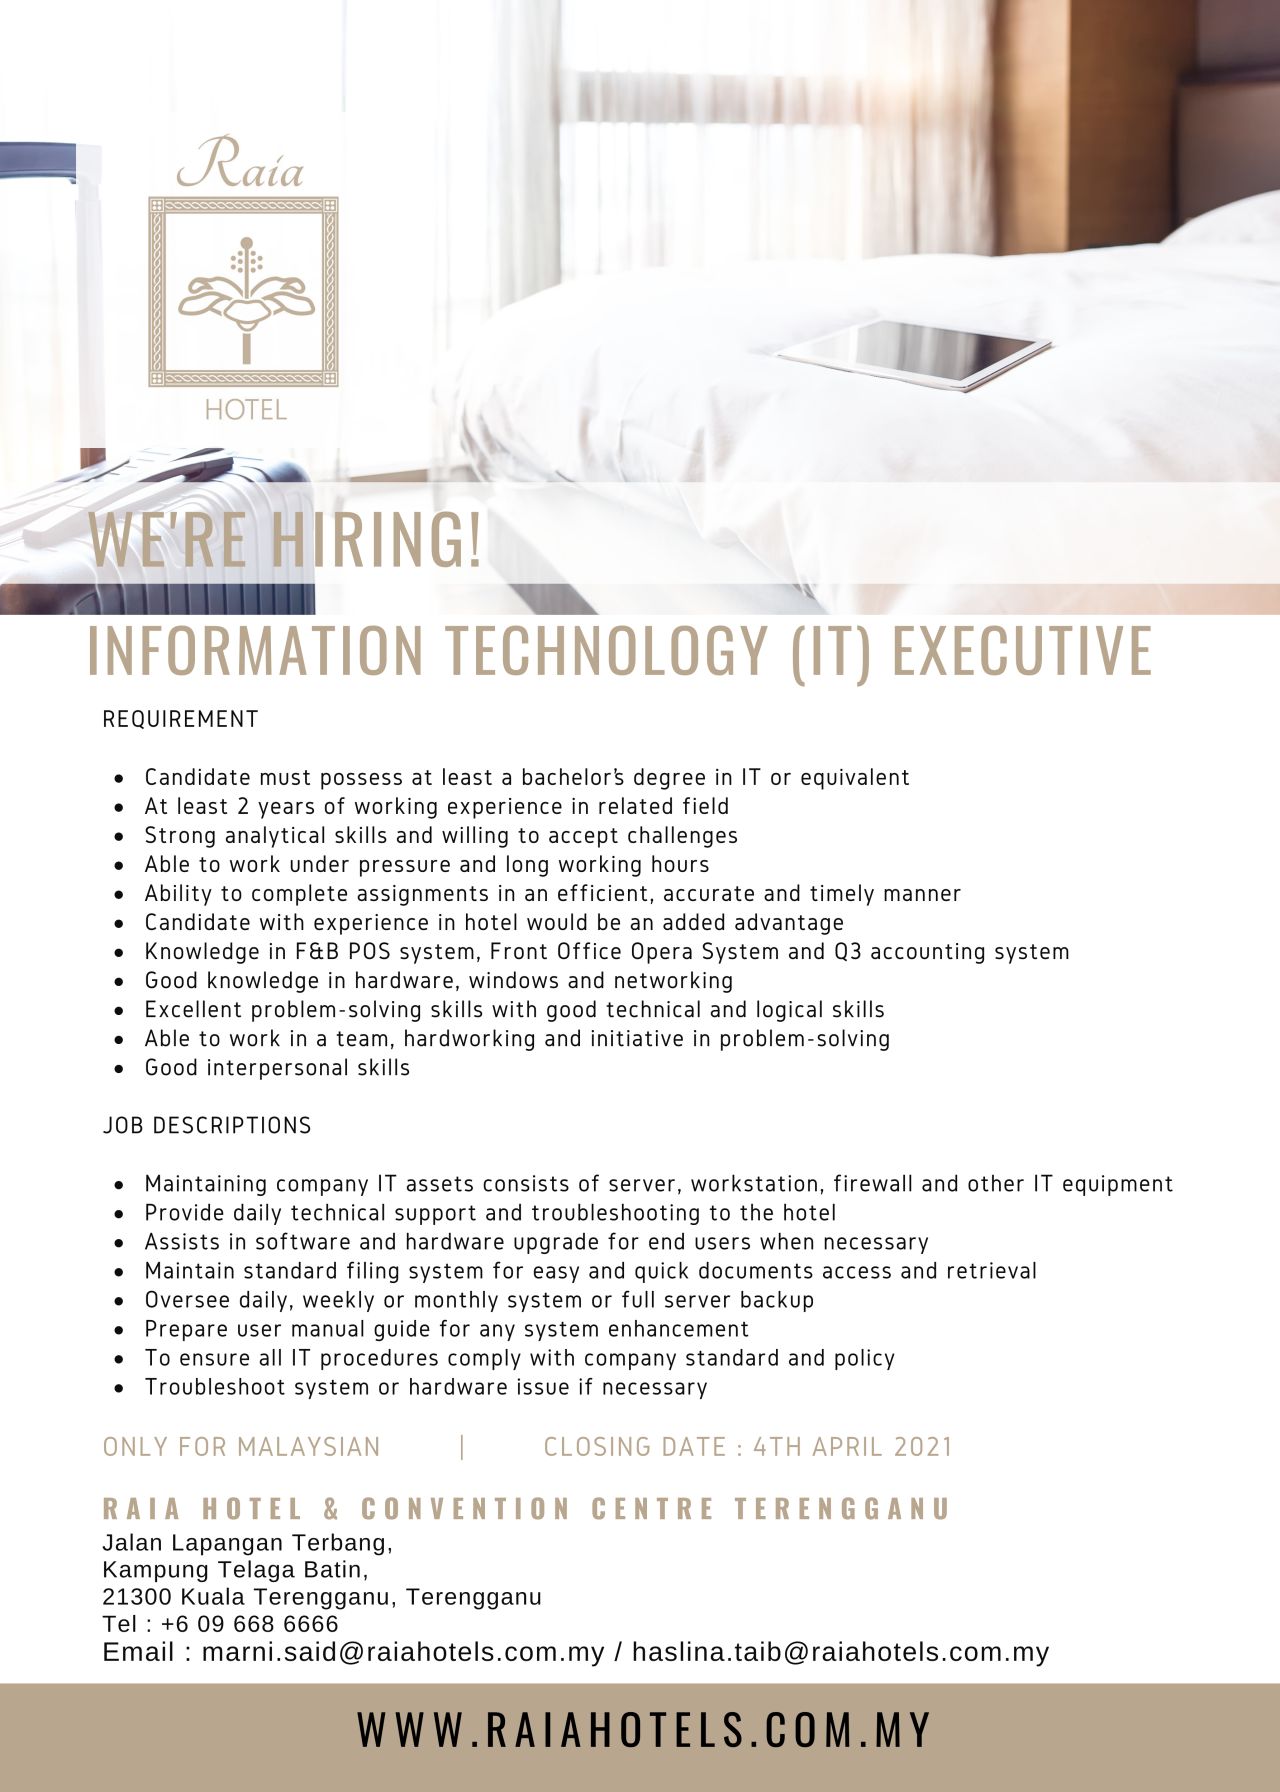 Raia
HOTEL
WE'RE HIRING!
INFORMATION TECHNOLOGY (IT) EXECUTIVE
REQUIREMENT
• Candidate must possess at least a bachelor's degree in IT or equivalent
• At least 2 years of working experience in related field
• Strong analytical skills and willing to accept challenges
• Able to work under pressure and long working hours
• Ability to complete assignments in an efficient, accurate and timely manner
• Candidate with experience in hotel would be an added advantage
• Knowledge in F&B POS system, Front Office Opera System and Q3 accounting system
• Good knowledge in hardware, windows and networking
• Excellent problem-solving skills with good technical and logical skills
• Able to work in a team, hardworking and initiative in problem-solving
• Good interpersonal skills
JOB DESCRIPTIONS
• Maintaining company IT assets consists of server, workstation, firewall and other IT equipment
• Provide daily technical support and troubleshooting to the hotel
• Assists in software and hardware upgrade for end users when necessary
• Maintain standard filing system for easy and quick documents access and retrieval
• Oversee daily, weekly or monthly system or full server backup
• Prepare user manual guide for any system enhancement
• To ensure all IT procedures comply with company standard and policy
• Troubleshoot system or hardware issue if necessary
ONLY FOR MALAYSIAN | CLOSING DATE : 4TH APRIL 2021
RAIA HOTEL & CONVENTION CENTRE TERENGGANU
Jalan Lapangan Terbang,
Kampung Telaga Batin,
21300 Kuala Terengganu, Terengganu
Tel : +6 09 668 6666
Email : marni.said@raiahotels.com.my / haslina.taib@raiahotels.com.my
WWW.RAIAHOTELS.COM.MY